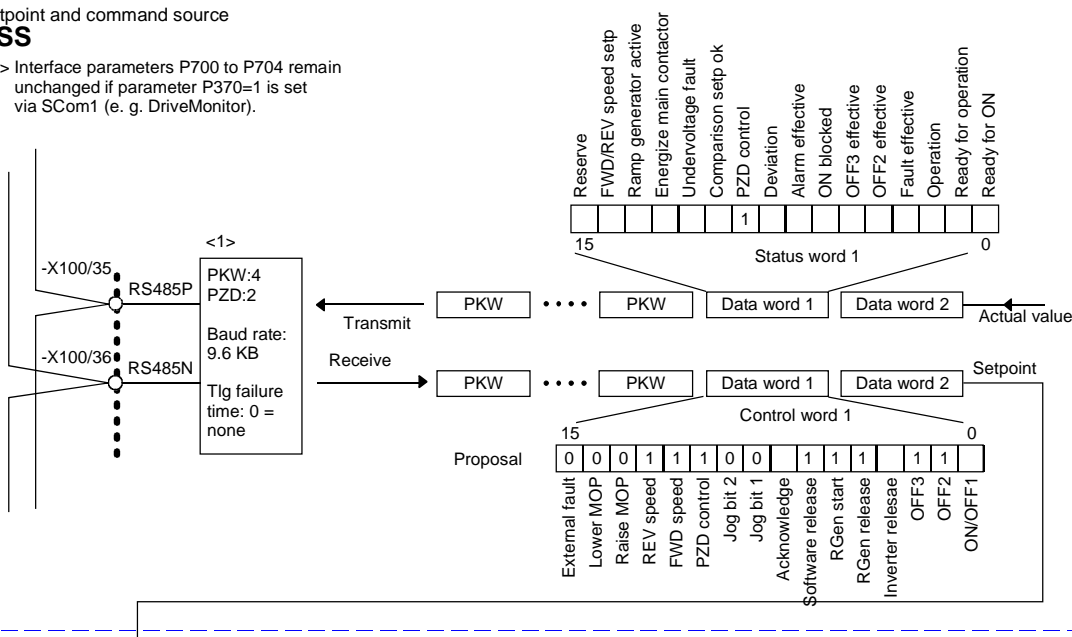 tpoint and command source
SS
> Interface parameters P700 to P704 remain
unchanged if parameter P370=1 is set
via SCom1 (e. g. DriveMonitor).
Reserve
FWD/REV speed setp
Ramp generator active
Energize main contactor
Undervoltage fault
Comparison setp ok
PZD control
Deviation
Alarm effective
ON blocked
OFF3 effective
OFF2 effective
Fault effective
Operation
Ready for operation
Ready for ON
1
15
0
Status word 1
<1>
-X100/35
RS485P
-X100/36
RS485N
PKW:4
PZD:2
Baud rate:
9.6 KB
Tlg failure
time: 0 =
none
Transmit
PKW
PKW
Data word 1
Data word 2
Actual value
Receive
PKW
PKW
Data word 1
Data word 2
Setpoint
Control word 1
15
0
Proposal
0 0 0 1 1 1 0 0 1 1 1 1 1
External fault
Lower MOP
Raise MOP
REV speed
FWD speed
PZD control
Jog bit 2
Jog bit 1
Acknowledge
Software release
RGen start
RGen release
Inverter relesae
OFF3
OFF2
ON/OFF1